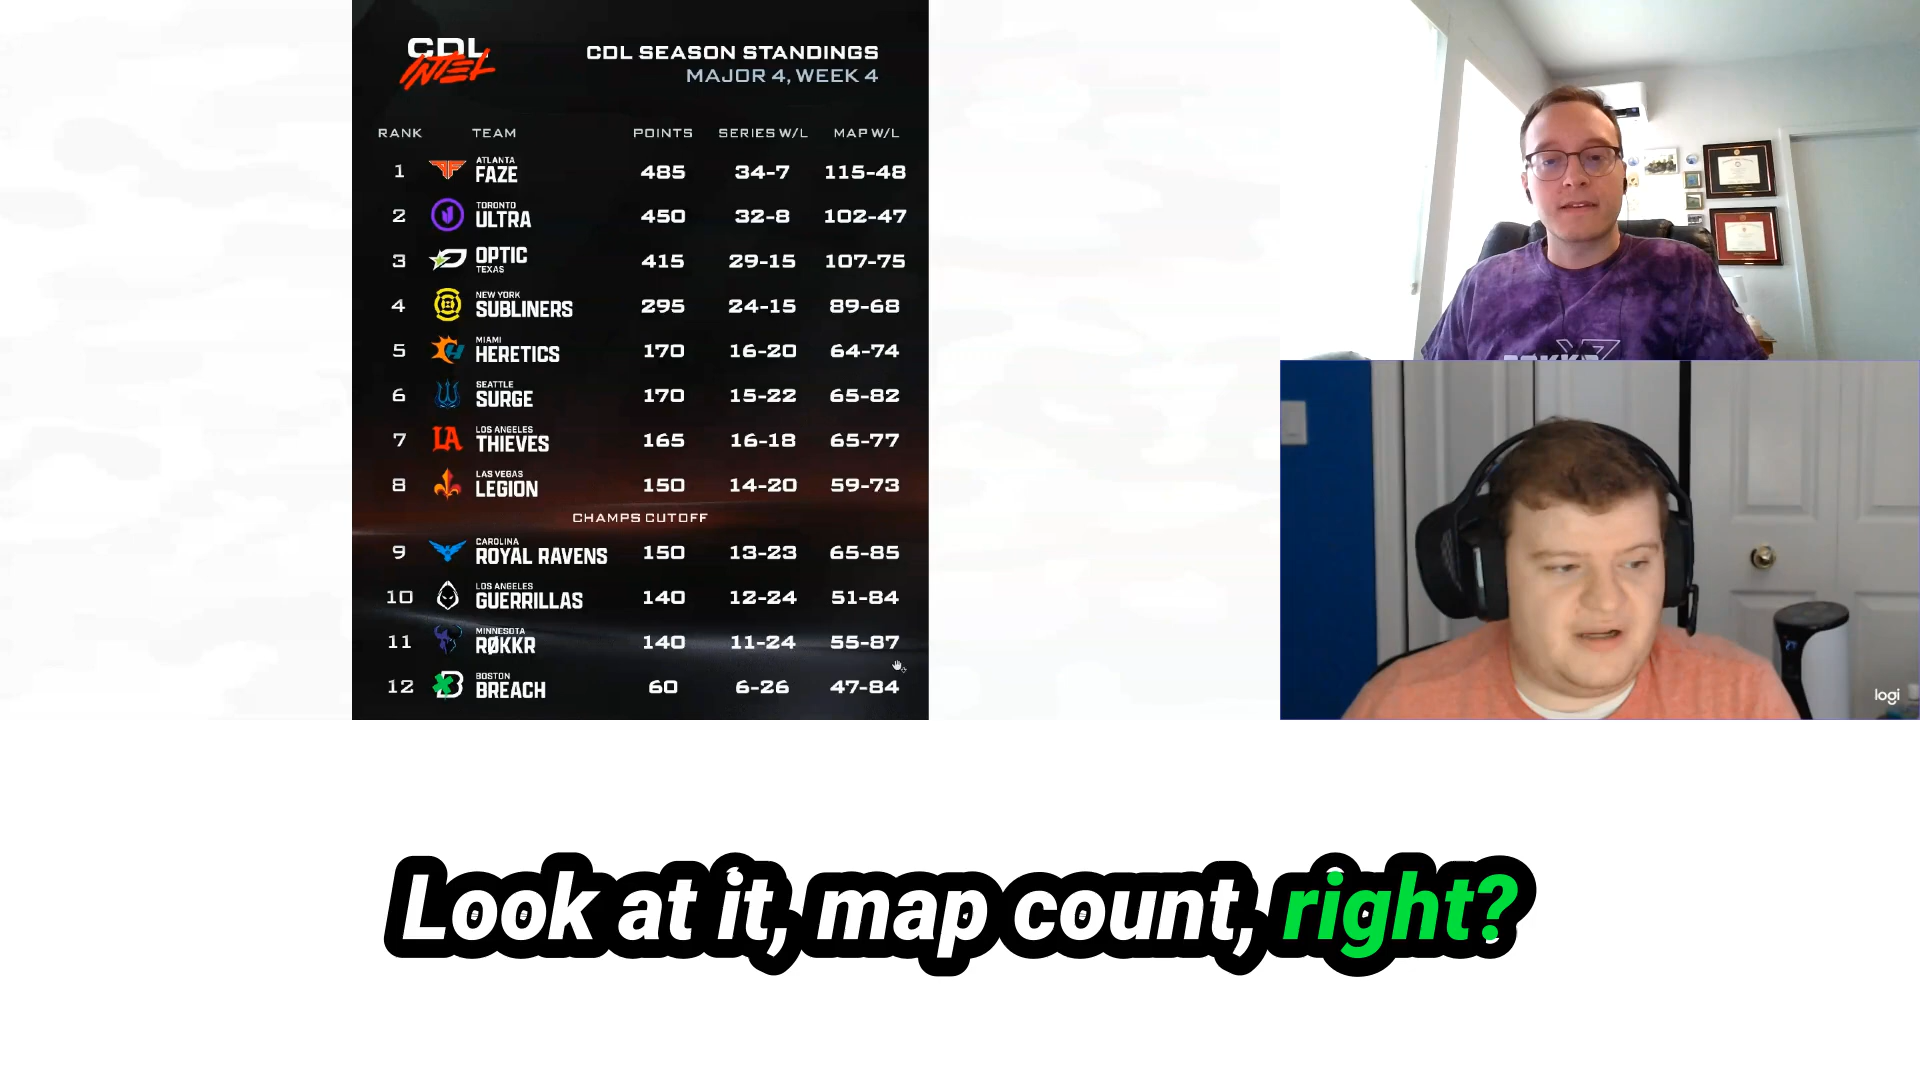 CDL
INTEL
CDL SEASON STANDINGS
MAJOR 4, WEEK 4
RANK TEAM POINTS SERIES W/L MAP W/L
1 ATLANTA FAZE 485 34-7 115-48
2 TORONTO ULTRA 450 32-8 102-47
3 OPTIC TEXAS 415 29-15 107-75
4 NEW YORK SUBLINERS 295 24-15 89-68
5 MIAMI HERETICS 170 16-20 64-74
6 SEATTLE SURGE 170 15-22 65-82
7 LA LOS ANGELES THIEVES 165 16-18 65-77
8 LAS VEGAS LEGION 150 14-20 59-73
CHAMPS CUTOFF
9 CAROLINA ROYAL RAVENS 150 13-23 65-85
10 LOS ANGELES GUERRILLAS 140 12-24 51-84
11 MINNESOTA RØKKR 140 11-24 55-87
12 B BOSTON BREACH 60 6-26 47-84
RØKKR
logi
Look at it, map count, right?